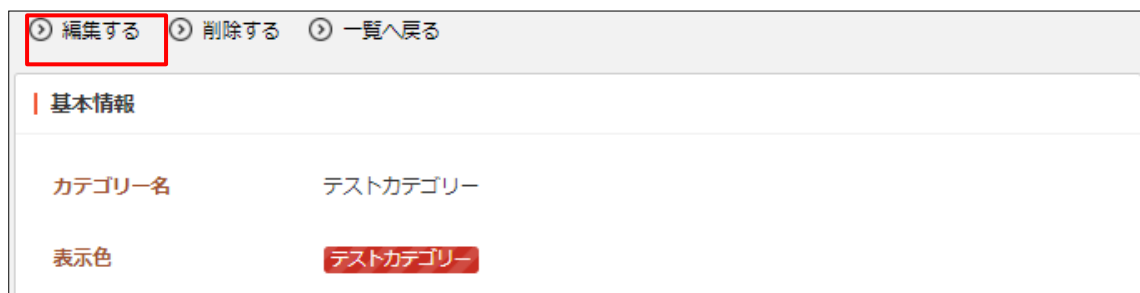 編集する 削除する 一覧へ戻る
基本情報
カテゴリー名 テストカテゴリー
表示色 テストカテゴリー